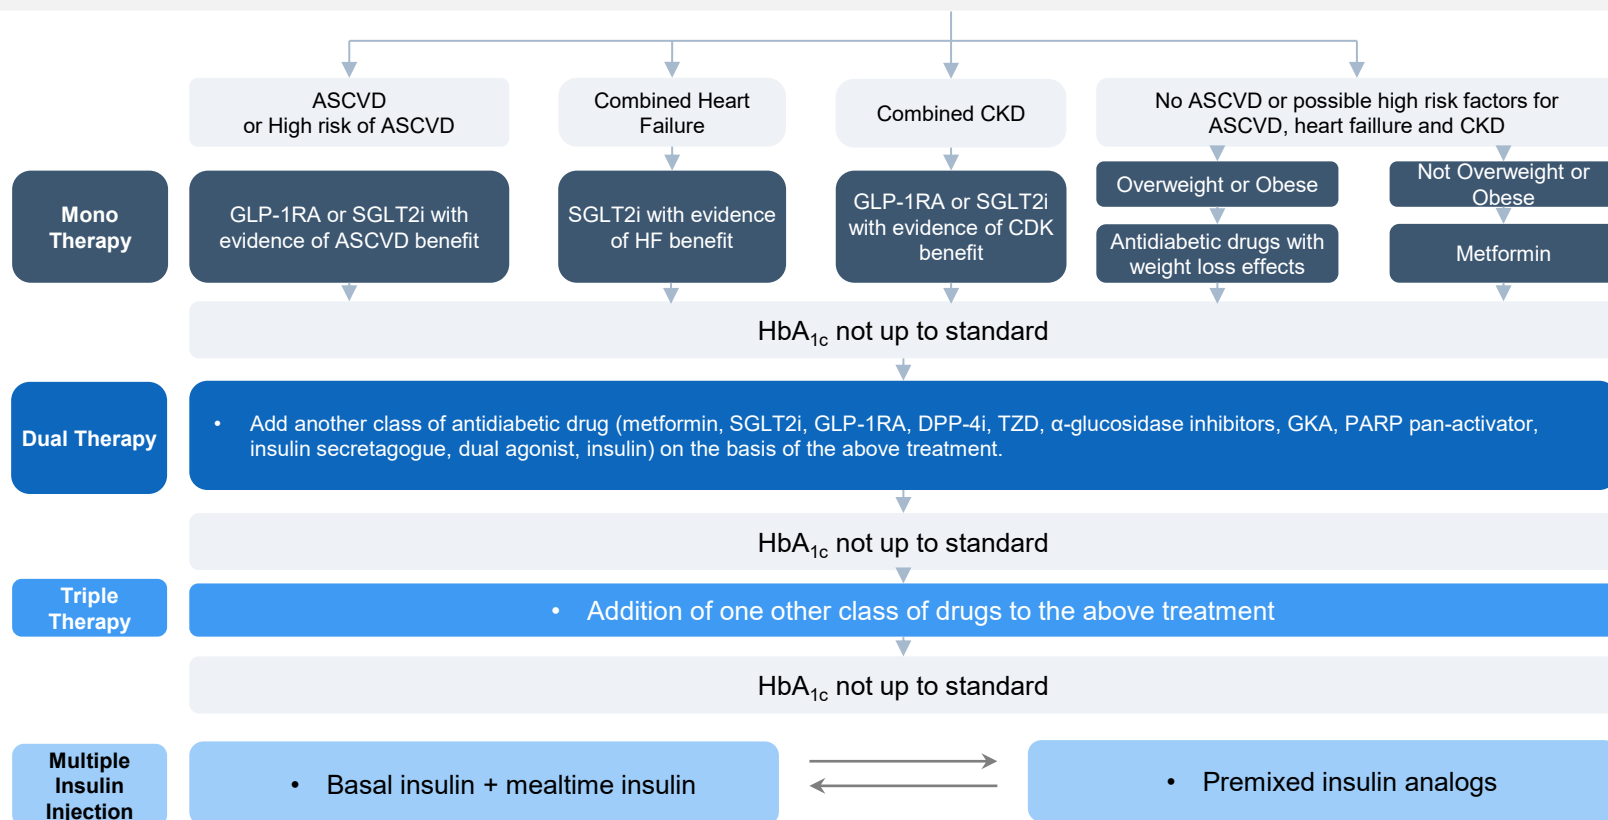 ASCVD
or High risk of ASCVD
Combined Heart
Failure
Combined CKD
No ASCVD or possible high risk factors for
ASCVD, heart faillure and CKD
Mono
Therapy
GLP-1RA or SGLT2i with
evidence of ASCVD benefit
SGLT2i with evidence
of HF benefit
GLP-1RA or SGLT2i
with evidence of CDK
benefit
Overweight or Obese
Antidiabetic drugs with
weight loss effects
Not Overweight or
Obese
Metformin
HbA1c not up to standard
Dual Therapy
• Add another class of antidiabetic drug (metformin, SGLT2i, GLP-1RA, DPP-4i, TZD, α-glucosidase inhibitors, GKA, PARP pan-activator,
insulin secretagogue, dual agonist, insulin) on the basis of the above treatment.
HbA1c not up to standard
Triple
Therapy
• Addition of one other class of drugs to the above treatment
HbA1c not up to standard
Multiple
Insulin
Injection
• Basal insulin + mealtime insulin
• Premixed insulin analogs